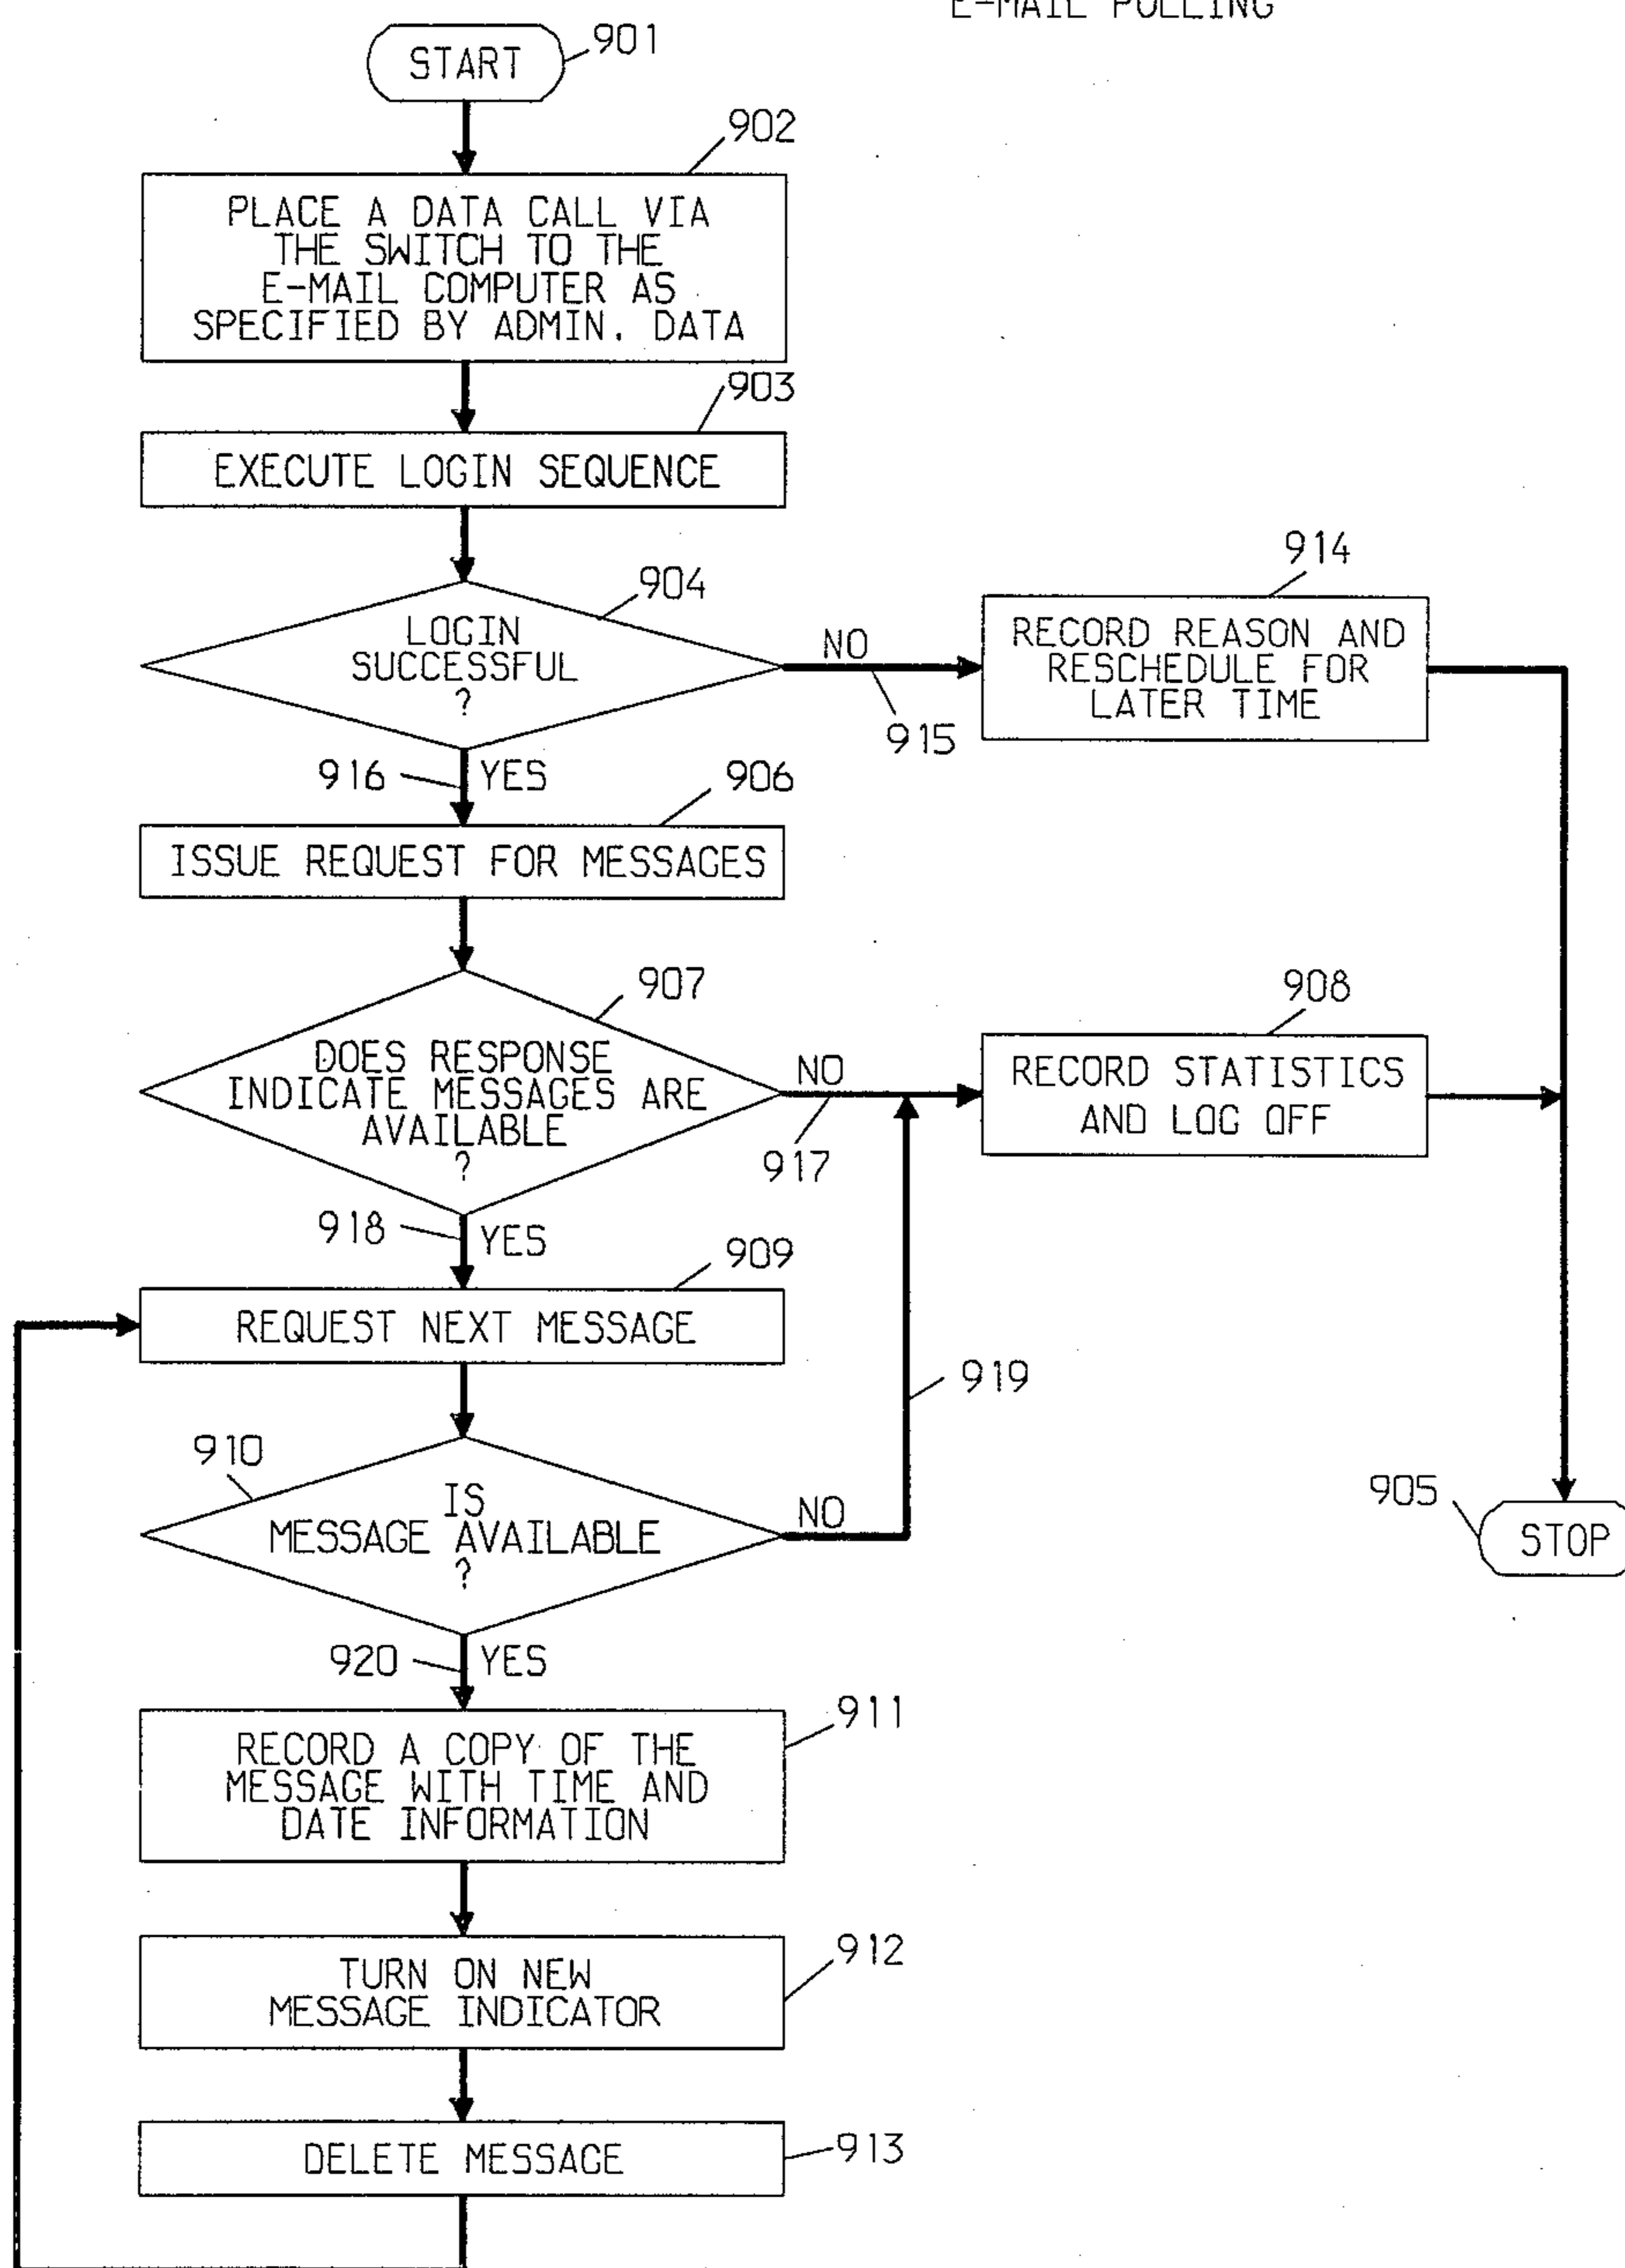 E-MAIL POLLING
START
901
902
PLACE A DATA CALL VIA
THE SWITCH TO THE
E-MAIL COMPUTER AS
SPECIFIED BY ADMIN. DATA
903
EXECUTE LOGIN SEQUENCE
904
LOGIN
SUCCESSFUL
?
NO
915
914
RECORD REASON AND
RESCHEDULE FOR
LATER TIME
916
YES
906
ISSUE REQUEST FOR MESSAGES
907
DOES RESPONSE
INDICATE MESSAGES ARE
AVAILABLE
?
NO
917
908
RECORD STATISTICS
AND LOG OFF
918
YES
909
REQUEST NEXT MESSAGE
919
910
IS
MESSAGE AVAILABLE
?
NO
905
STOP
920
YES
911
RECORD A COPY OF THE
MESSAGE WITH TIME AND
DATE INFORMATION
912
TURN ON NEW
MESSAGE INDICATOR
913
DELETE MESSAGE